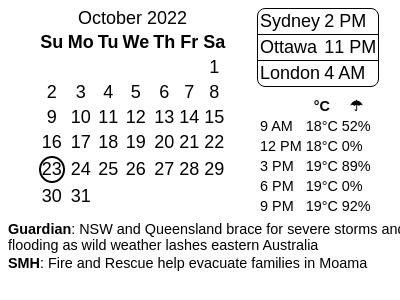 October 2022
Su Mo Tu We Th Fr Sa
1
2 3 4 5 6 7 8
9 10 11 12 13 14 15
16 17 18 19 20 21 22
23 24 25 26 27 28 29
30 31
Sydney 2 PM
Ottawa 11 PM
London 4 AM
°C ☂
9 AM 18°C 52%
12 PM 18°C 0%
3 PM 19°C 89%
6 PM 19°C 0%
9 PM 19°C 92%
Guardian: NSW and Queensland brace for severe storms and
flooding as wild weather lashes eastern Australia
SMH: Fire and Rescue help evacuate families in Moama